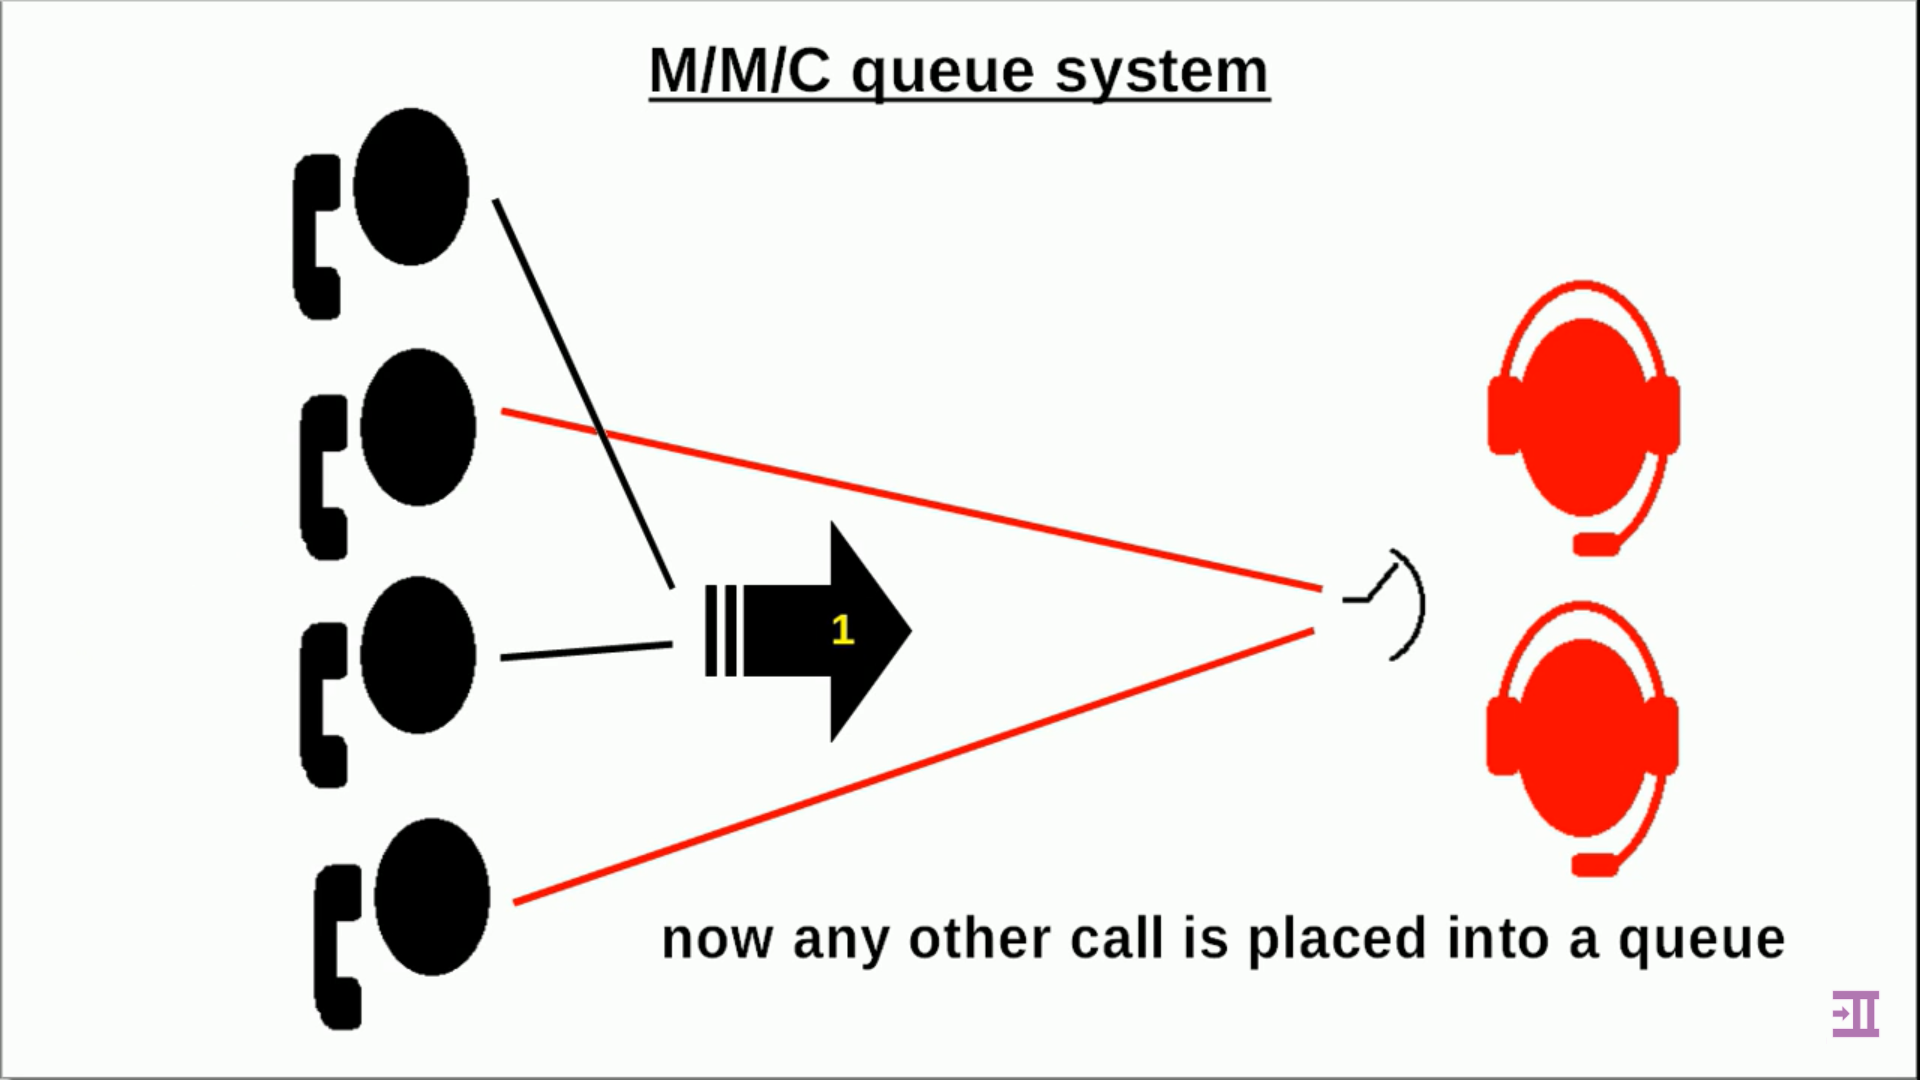 M/M/C queue system
1
now any other call is placed into a queue